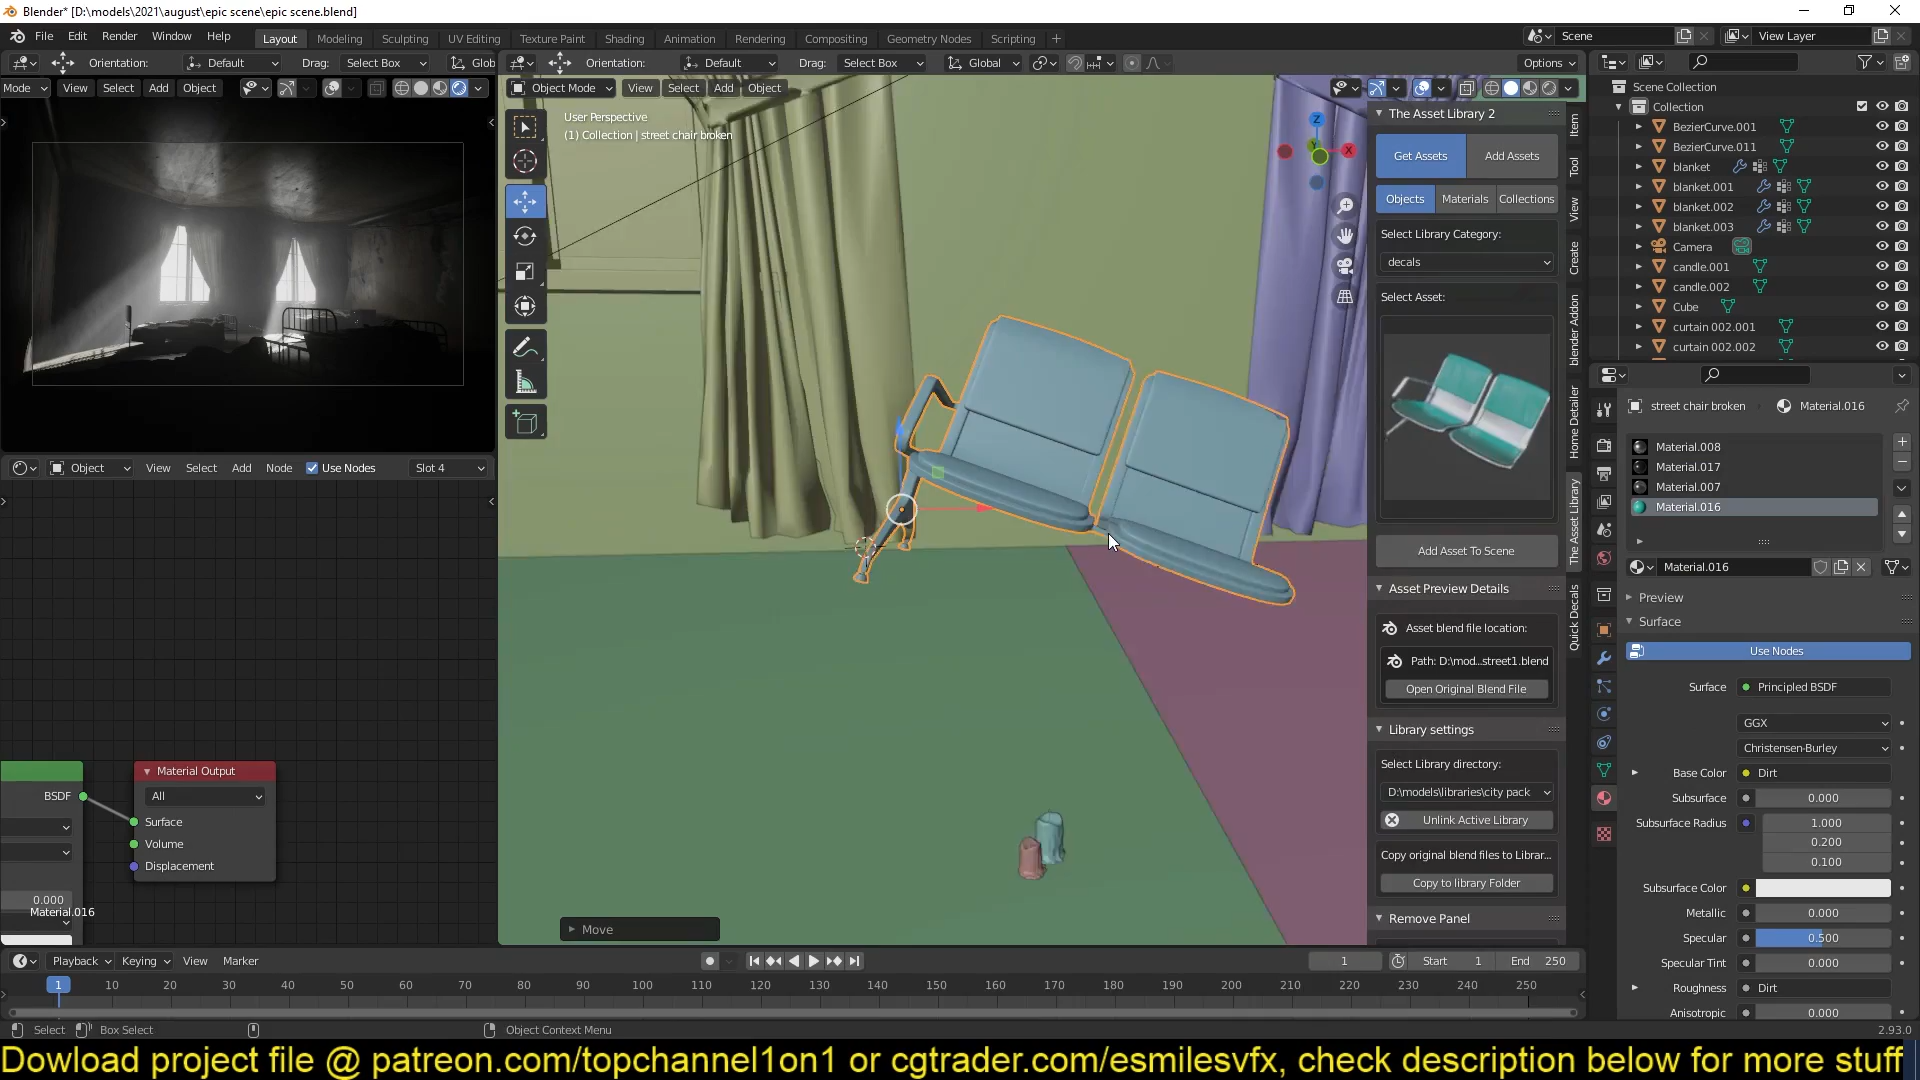 Blender* [D:\models\2021\august\epic scene\epic scene.blend]
File Edit Render Window Help Layout Modeling Sculpting UV Editing Texture Paint Shading Animation Rendering Compositing Geometry Nodes Scripting + Scene View Layer
Orientation: Default Drag: Select Box Glob
Orientation: Default Drag: Select Box Global Options
Mode View Select Add Object
Object Mode View Select Add Object
User Perspective
(1) Collection | street chair broken
Z
Y
X
The Asset Library 2
Get Assets Add Assets
Objects Materials Collections
Select Library Category:
decals
Select Asset:
Add Asset To Scene
Asset Preview Details
Asset blend file location:
Path: D:\mod...street1.blend
Open Original Blend File
Library settings
Select Library directory:
D:\models\libraries\city pack
Unlink Active Library
Copy original blend files to Librar...
Copy to library Folder
Remove Panel
Item
Tool
View
Create
blender Addon
Home Detailer
The Asset Library
Quick Decals
Scene Collection
Collection
BezierCurve.001
BezierCurve.011
blanket
blanket.001
blanket.002
blanket.003
Camera
candle.001
candle.002
Cube
curtain 002.001
curtain 002.002
street chair broken Material.016
Material.008
Material.017
Material.007
Material.016
Material.016
Preview
Surface
Use Nodes
Surface Principled BSDF
GGX
Christensen-Burley
Base Color Dirt
Subsurface 0.000
Subsurface Radius 1.000
0.200
0.100
Subsurface Color
Metallic 0.000
Specular 0.500
Specular Tint 0.000
Roughness Dirt
Anisotropic 0.000
Object View Select Add Node Use Nodes Slot 4
BSDF
0.000
Material.016
Material Output
All
Surface
Volume
Displacement
Move
Playback Keying View Marker 1 Start 1 End 250
1 10 20 30 40 50 60 70 80 90 100 110 120 130 140 150 160 170 180 190 200 210 220 230 240 250
Select Box Select Object Context Menu 2.93.0
Dowload project file @ patreon.com/topchannel1on1 or cgtrader.com/esmilesvfx, check description below for more stuff